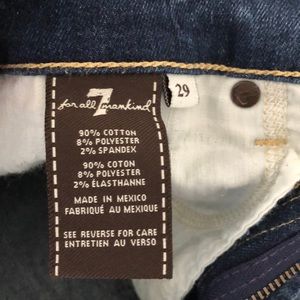 for all 7 mankind
29
90% COTTON
8% POLYESTER
2% SPANDEX
90% COTON
8% POLYESTER
2% ÉLASTHANNE
MADE IN MEXICO
FABRIQUÉ AU MEXIQUE
SEE REVERSE FOR CARE
ENTRETIEN AU VERSO